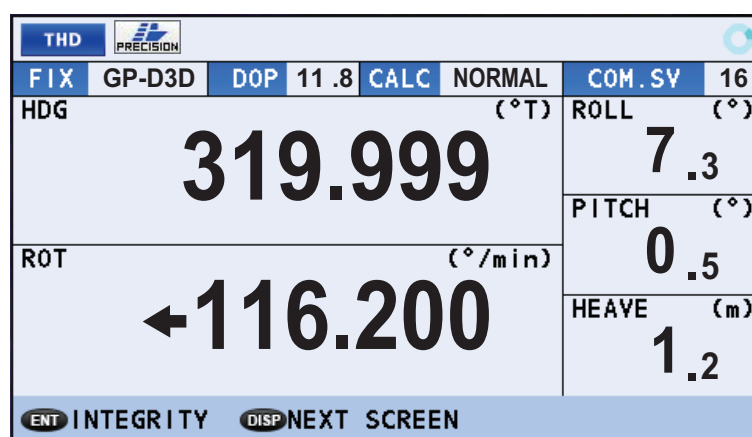 THD PRECISION
FIX GP-D3D DOP 11 .8 CALC NORMAL COM.SV 16
HDG (°T)
319.999
ROLL (°)
7 .3
PITCH (°)
0 .5
ROT (°/min)
←116.200
HEAVE (m)
1 .2
ENT INTEGRITY DISP NEXT SCREEN